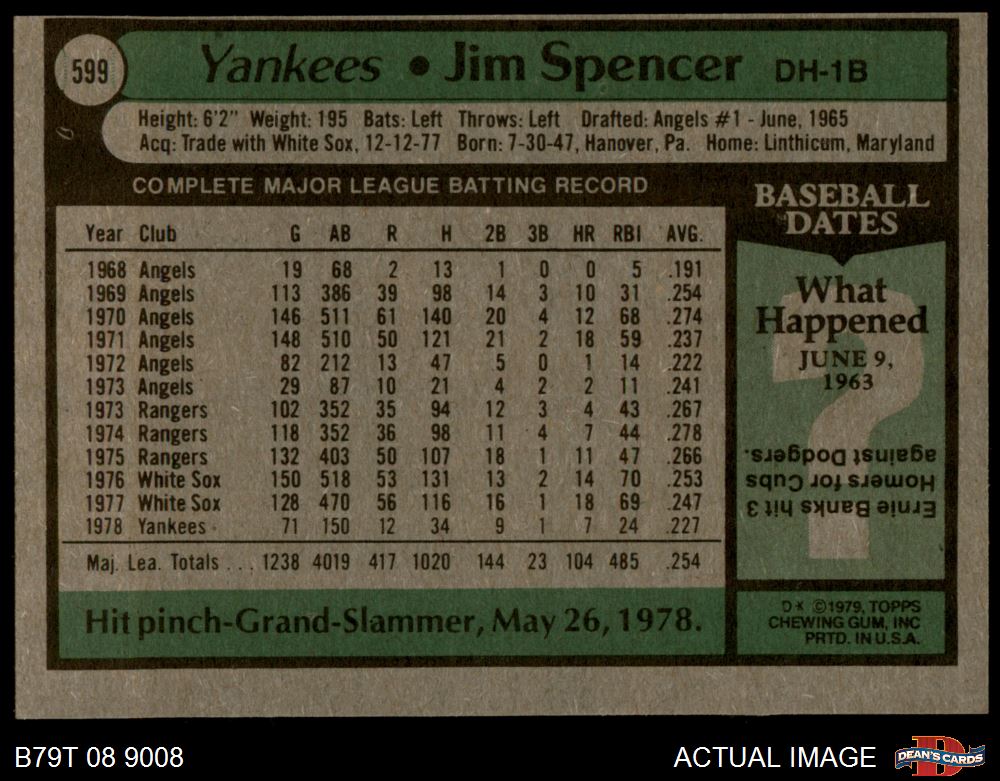 599
Yankees • Jim Spencer DH-1B
Height: 6'2" Weight: 195 Bats: Left Throws: Left Drafted: Angels #1 - June, 1965
Acq: Trade with White Sox, 12-12-77 Born: 7-30-47, Hanover, Pa. Home: Linthicum, Maryland
COMPLETE MAJOR LEAGUE BATTING RECORD
Year Club G AB R H 2B 3B HR RBI AVG.
1968 Angels 19 68 2 13 1 0 0 5 .191
1969 Angels 113 386 39 98 14 3 10 31 .254
1970 Angels 146 511 61 140 20 4 12 68 .274
1971 Angels 148 510 50 121 21 2 18 59 .237
1972 Angels 82 212 13 47 5 0 1 14 .222
1973 Angels 29 87 10 21 4 2 2 11 .241
1973 Rangers 102 352 35 94 12 3 4 43 .267
1974 Rangers 118 352 36 98 11 4 7 44 .278
1975 Rangers 132 403 50 107 18 1 11 47 .266
1976 White Sox 150 518 53 131 13 2 14 70 .253
1977 White Sox 128 470 56 116 16 1 18 69 .247
1978 Yankees 71 150 12 34 9 1 7 24 .227
Maj. Lea. Totals . . . 1238 4019 417 1020 144 23 104 485 .254
Hit pinch-Grand-Slammer, May 26, 1978.
BASEBALL
DATES
What
Happened
JUNE 9,
1963
Ernie Banks hit 3
Homers for Cubs
against Dodgers.
D* ©1979, TOPPS
CHEWING GUM, INC
PRTD. IN U.S.A.
B79T 08 9008
ACTUAL IMAGE
D
DEAN'S CARDS